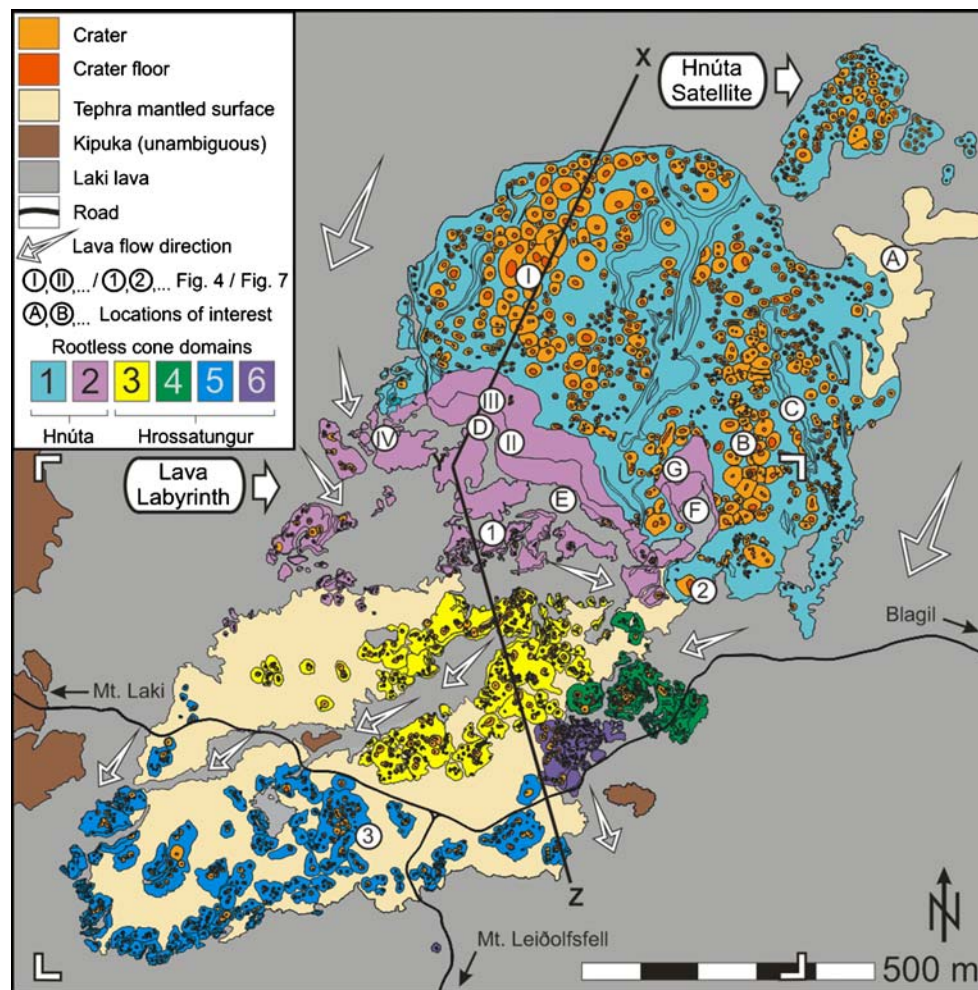 Crater
Crater floor
Tephra mantled surface
Kipuka (unambiguous)
Laki lava
Road
Lava flow direction
I, II,... / 1, 2,... Fig. 4 / Fig. 7
A, B,... Locations of interest
Rootless cone domains
1 2 3 4 5 6
Hnúta Hrossatungur
X
Hnúta
Satellite
A
I
C
III
IV
D
II
B
G
Y
Lava
Labyrinth
E
F
1
2
Blagil
Mt. Laki
3
Z
Mt. Leiðolfsfell
N
500 m